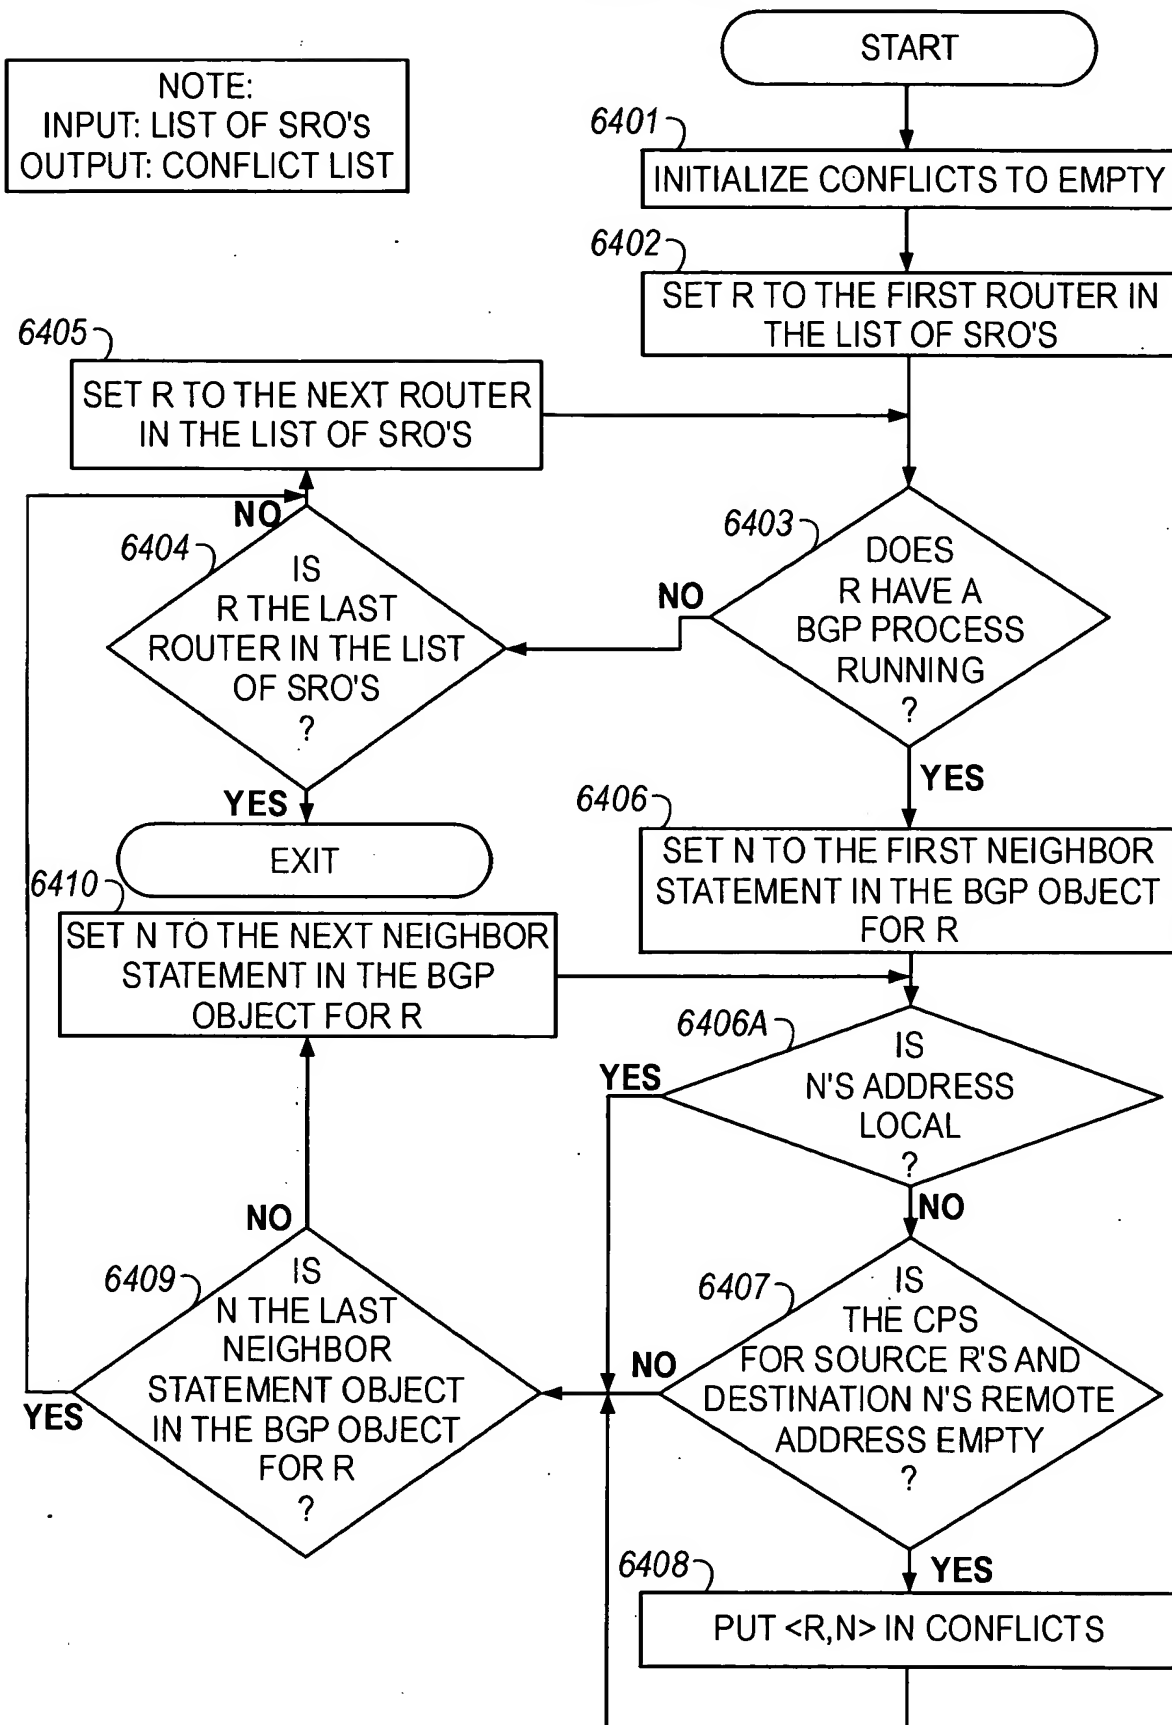 START
NOTE:
INPUT: LIST OF SRO'S
OUTPUT: CONFLICT LIST
6401
INITIALIZE CONFLICTS TO EMPTY
6402
SET R TO THE FIRST ROUTER IN
THE LIST OF SRO'S
6405
SET R TO THE NEXT ROUTER
IN THE LIST OF SRO'S
NO
6404
IS
R THE LAST
ROUTER IN THE LIST
OF SRO'S
?
YES
6403
DOES
R HAVE A
BGP PROCESS
RUNNING
?
NO
YES
EXIT
6406
SET N TO THE FIRST NEIGHBOR
STATEMENT IN THE BGP OBJECT
FOR R
6410
SET N TO THE NEXT NEIGHBOR
STATEMENT IN THE BGP
OBJECT FOR R
6406A
IS
N'S ADDRESS
LOCAL
?
YES
NO
NO
6409
IS
N THE LAST
NEIGHBOR
STATEMENT OBJECT
IN THE BGP OBJECT
FOR R
?
YES
6407
IS
THE CPS
FOR SOURCE R'S AND
DESTINATION N'S REMOTE
ADDRESS EMPTY
?
NO
YES
6408
PUT <R,N> IN CONFLICTS